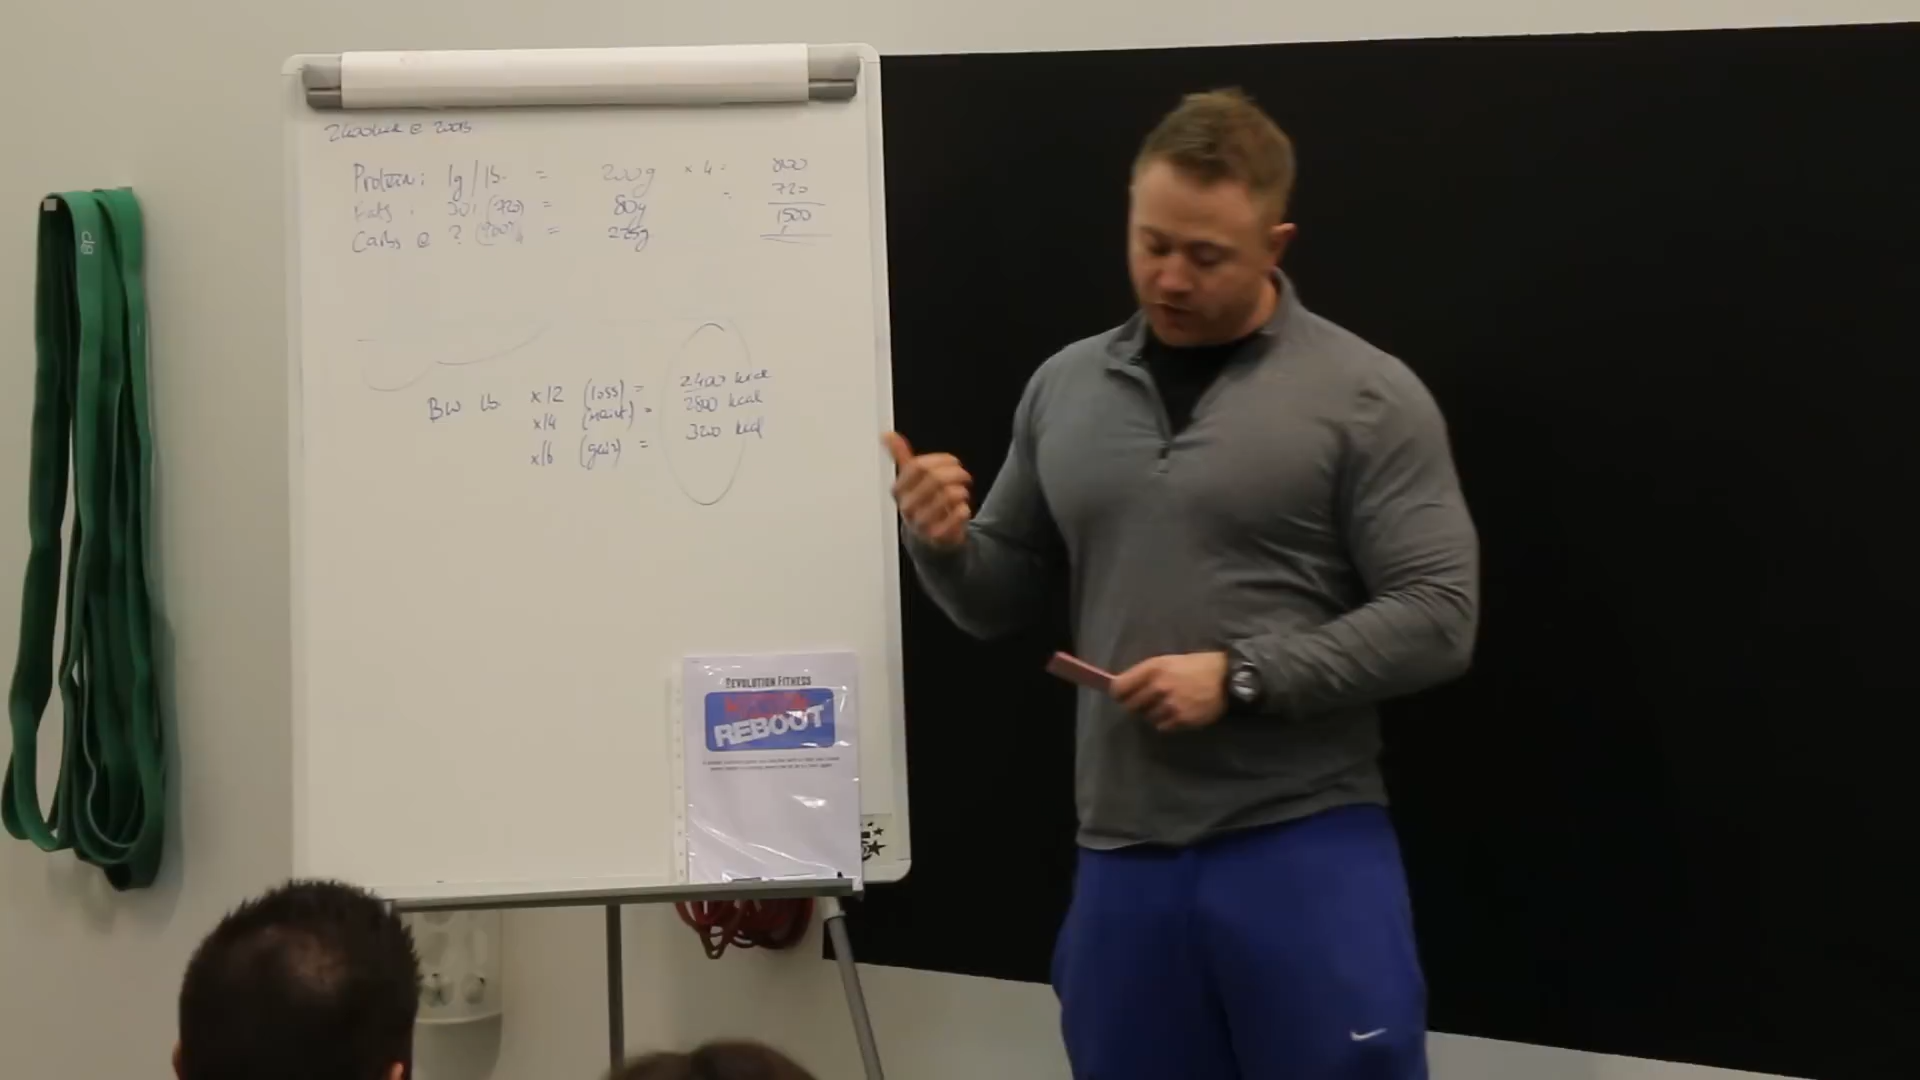 Protein: 1g/lb. = 200g x 4 = 800
Fats: 30% (720) = 80g = 720
Carbs @ ? (900) = 225g 1500
BW lb x12 (loss) = 2400 kcal
x14 (maint) = 2800 kcal
x16 (gain) = 3200 kcal
REVOLUTION FITNESS
REBOOT